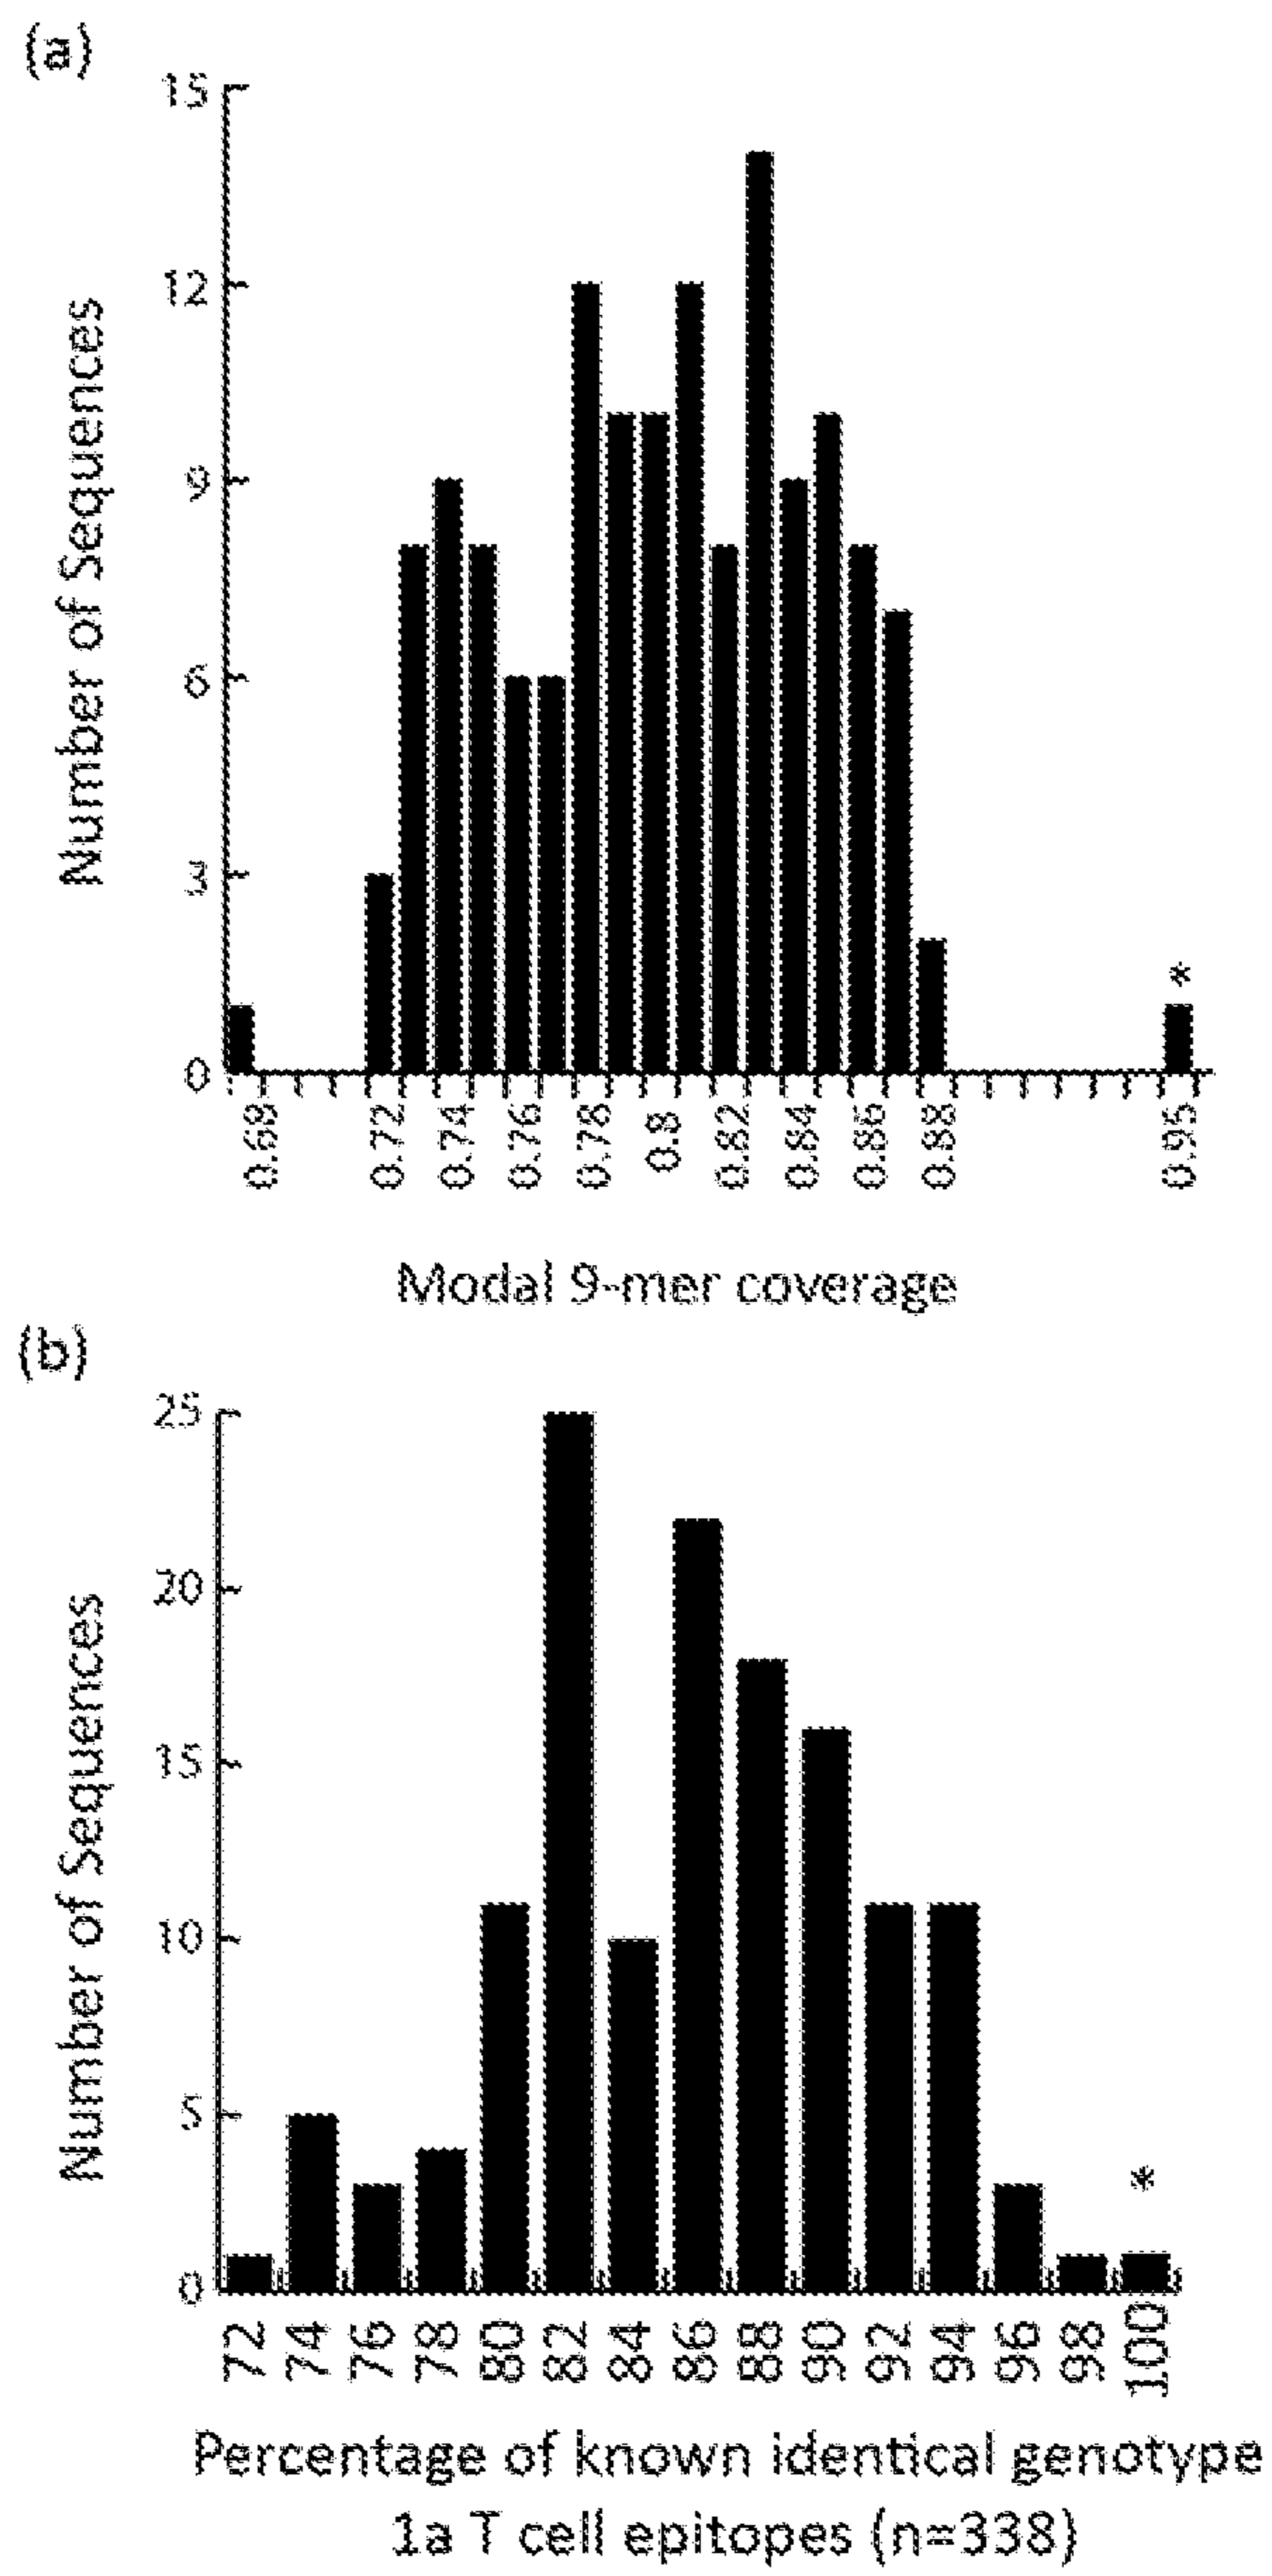 (a)
15
12
9
6
3
0
Number of Sequences
*
0.68 0.72 0.74 0.76 0.78 0.8 0.82 0.84 0.86 0.88 0.95
Modal 9-mer coverage
(b)
25
20
15
10
5
0
Number of Sequences
*
72 74 76 78 80 82 84 86 88 90 92 94 96 98 100
Percentage of known identical genotype
1a T cell epitopes (n=338)